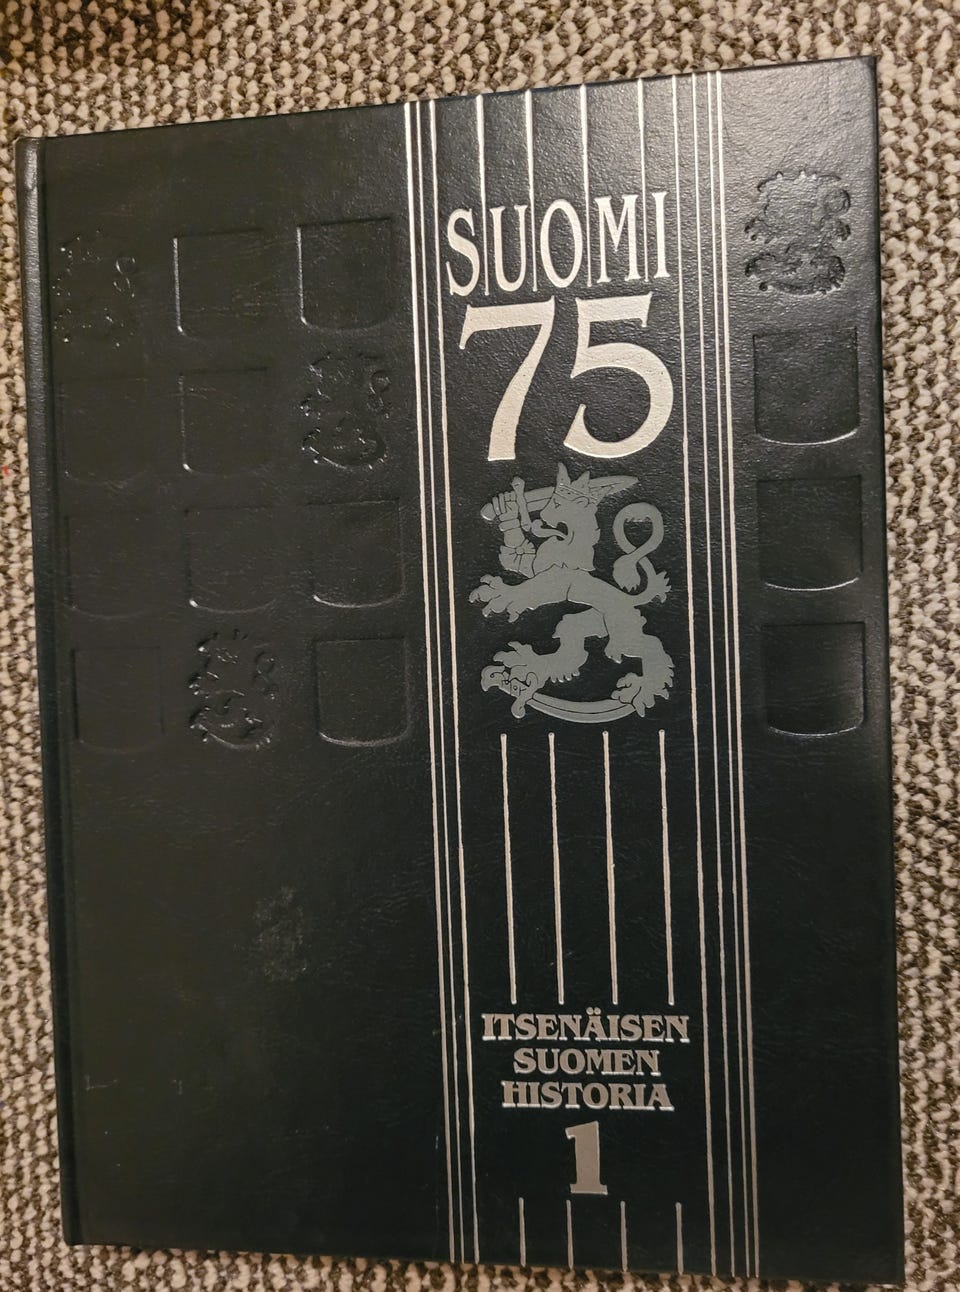 SUOMI
75
ITSENÄISEN
SUOMEN
HISTORIA
1